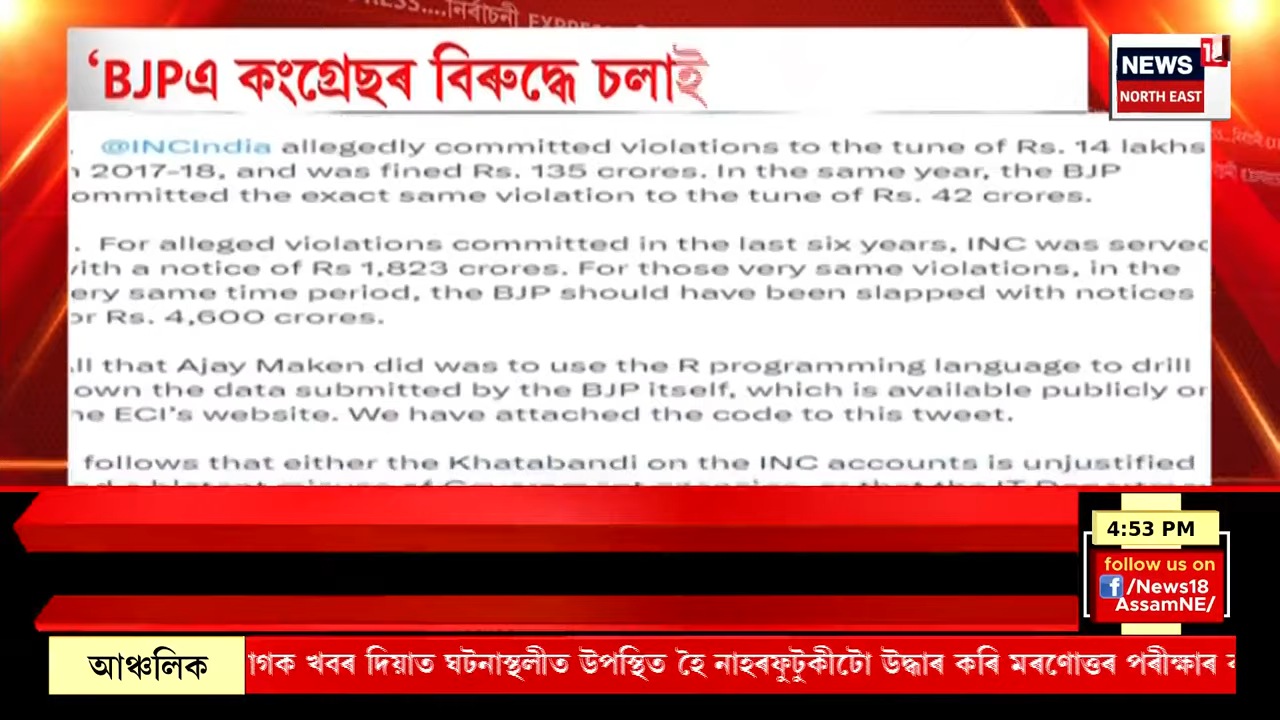 ‘BJPএ কংগ্ৰেছৰ বিৰুদ্ধে চলাই
NEWS 18
NORTH EAST
. @INCIndia allegedly committed violations to the tune of Rs. 14 lakhs
2017-18, and was fined Rs. 135 crores. In the same year, the BJP
ommitted the exact same violation to the tune of Rs. 42 crores.
. For alleged violations committed in the last six years, INC was served
ith a notice of Rs 1,823 crores. For those very same violations, in the
ery same time period, the BJP should have been slapped with notices
or Rs. 4,600 crores.
ll that Ajay Maken did was to use the R programming language to drill
own the data submitted by the BJP itself, which is available publicly on
he ECI's website. We have attached the code to this tweet.
follows that either the Khatabandi on the INC accounts is unjustified
4:53 PM
follow us on
f/News18
AssamNE/
আঞ্চলিক
াগক খবৰ দিয়াত ঘটনাস্থলীত উপস্থিত হৈ নাহৰফুটুকীটো উদ্ধাৰ কৰি মৰণোত্তৰ পৰীক্ষাৰ